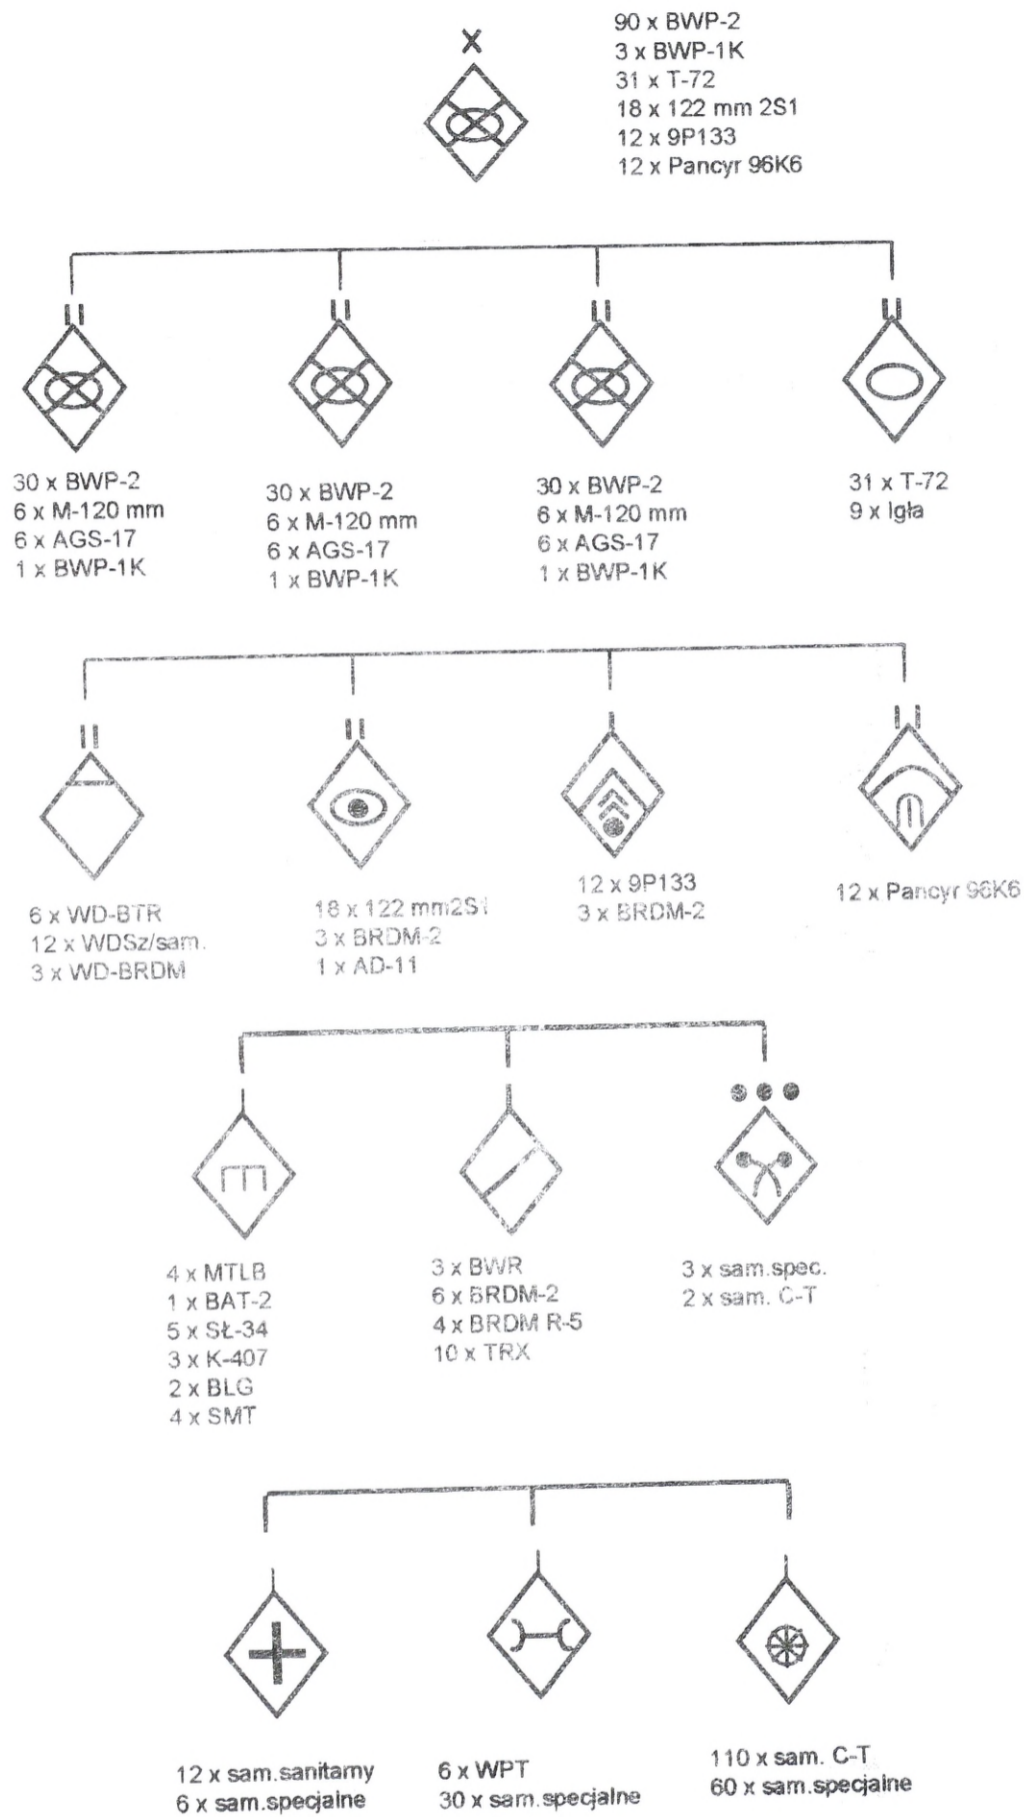 90 x BWP-2
3 x BWP-1K
31 x T-72
18 x 122 mm 2S1
12 x 9P133
12 x Pancyr 96K6
X
30 x BWP-2
6 x M-120 mm
6 x AGS-17
1 x BWP-1K
30 x BWP-2
6 x M-120 mm
6 x AGS-17
1 x BWP-1K
30 x BWP-2
6 x M-120 mm
6 x AGS-17
1 x BWP-1K
31 x T-72
9 x Igła
6 x WD-BTR
12 x WDSz/sam.
3 x WD-BRDM
18 x 122 mm2S1
3 x BRDM-2
1 x AD-11
12 x 9P133
3 x BRDM-2
12 x Pancyr 96K6
4 x MTLB
1 x BAT-2
5 x SŁ-34
3 x K-407
2 x BLG
4 x SMT
3 x BWR
6 x BRDM-2
4 x BRDM R-5
10 x TRX
3 x sam.spec.
2 x sam. C-T
12 x sam.sanitarny
6 x sam.specjalne
6 x WPT
30 x sam.specjalne
110 x sam. C-T
60 x sam.specjalne